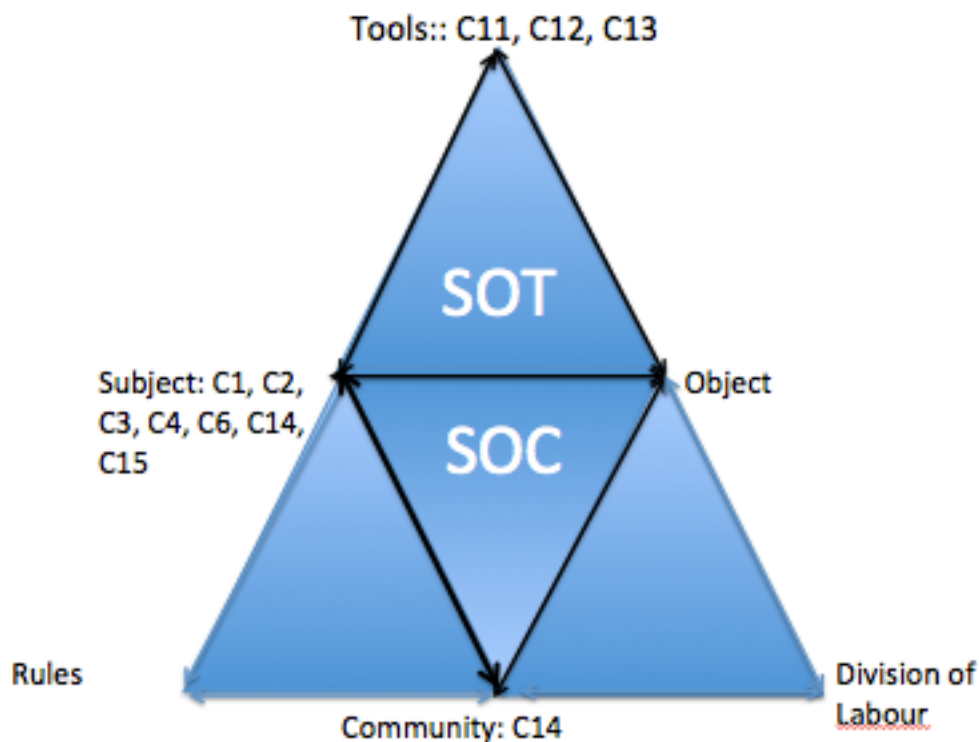 Tools:: C11, C12, C13
SOT
Subject: C1, C2,
C3, C4, C6, C14,
C15
Object
SOC
Rules
Division of
Labour
Community: C14